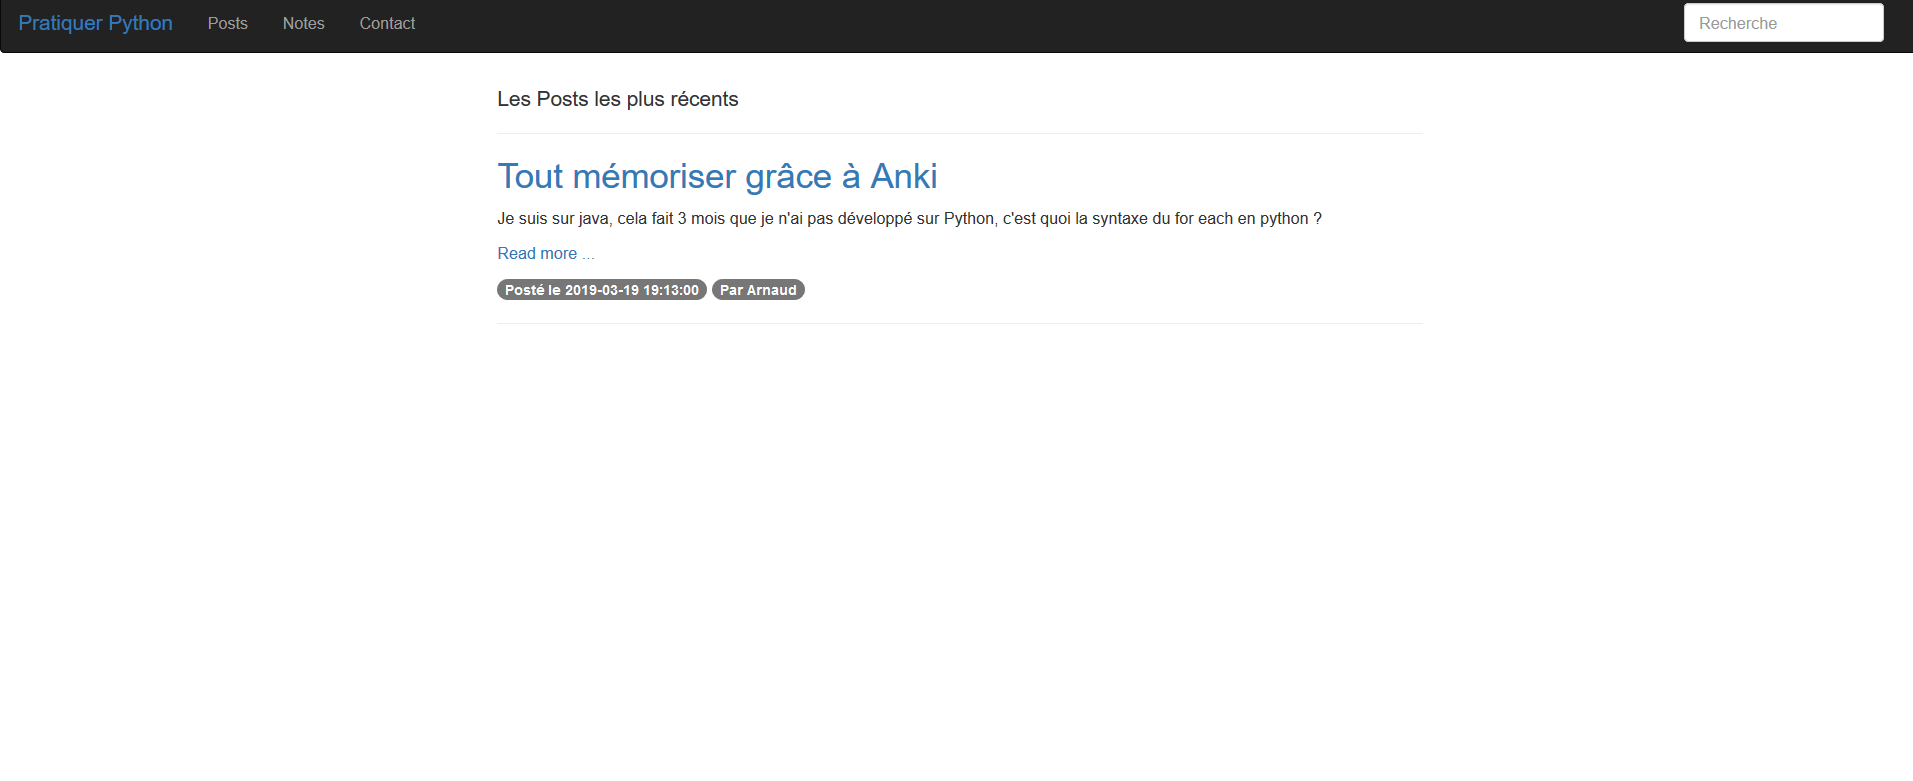 Pratiquer Python Posts Notes Contact Recherche
Les Posts les plus récents
Tout mémoriser grâce à Anki
Je suis sur java, cela fait 3 mois que je n'ai pas développé sur Python, c'est quoi la syntaxe du for each en python ?
Read more ...
Posté le 2019-03-19 19:13:00 Par Arnaud